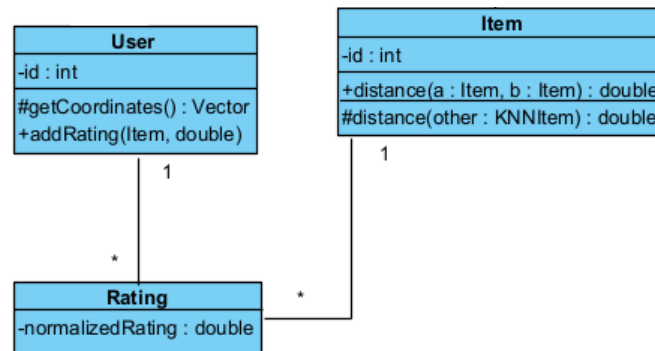 User
-id : int
#getCoordinates() : Vector
+addRating(Item, double)
Item
-id : int
+distance(a : Item, b : Item) : double
#distance(other : KNNItem) : double
1
1
*
*
Rating
-normalizedRating : double